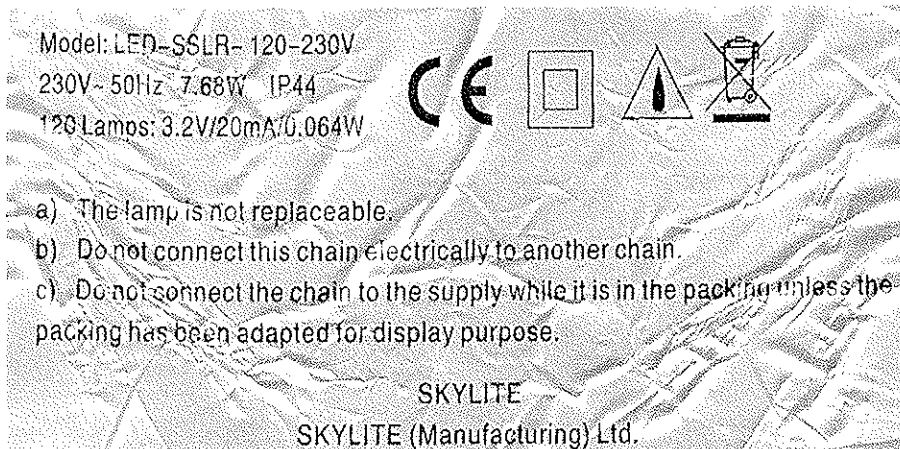 Model: LED-SSLR-120-230V
230V~50Hz 7.68W IP44
120 Lamps: 3.2V/20mA/0.064W
CE
a) The lamp is not replaceable.
b) Do not connect this chain electrically to another chain.
c) Do not connect the chain to the supply while it is in the packing unless the
packing has been adapted for display purpose.
SKYLITE
SKYLITE (Manufacturing) Ltd.